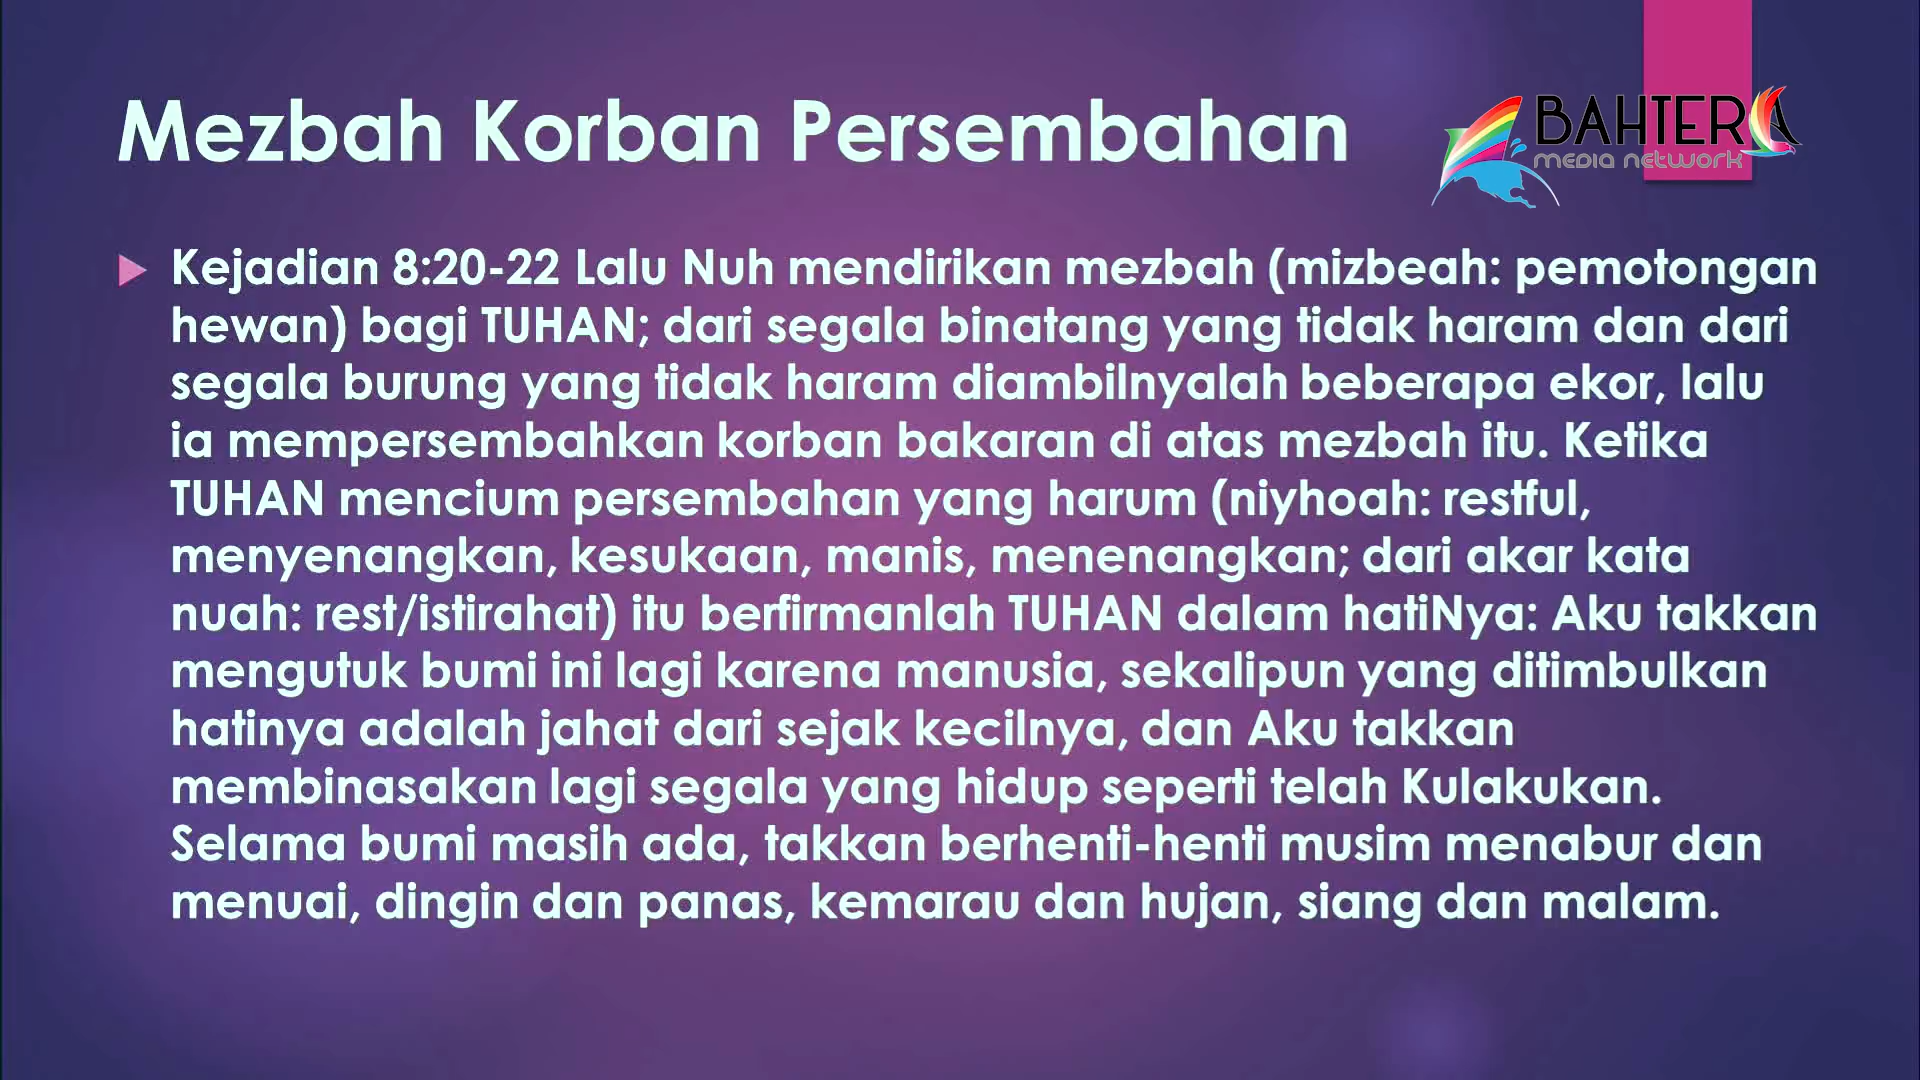 Mezbah Korban Persembahan
BAHTERA
MEDIA NETWORK
Kejadian 8:20-22 Lalu Nuh mendirikan mezbah (mizbeah: pemotongan
hewan) bagi TUHAN; dari segala binatang yang tidak haram dan dari
segala burung yang tidak haram diambilnyalah beberapa ekor, lalu
ia mempersembahkan korban bakaran di atas mezbah itu. Ketika
TUHAN mencium persembahan yang harum (niyhoah: restful,
menyenangkan, kesukaan, manis, menenangkan; dari akar kata
nuah: rest/istirahat) itu berfirmanlah TUHAN dalam hatiNya: Aku takkan
mengutuk bumi ini lagi karena manusia, sekalipun yang ditimbulkan
hatinya adalah jahat dari sejak kecilnya, dan Aku takkan
membinasakan lagi segala yang hidup seperti telah Kulakukan.
Selama bumi masih ada, takkan berhenti-henti musim menabur dan
menuai, dingin dan panas, kemarau dan hujan, siang dan malam.